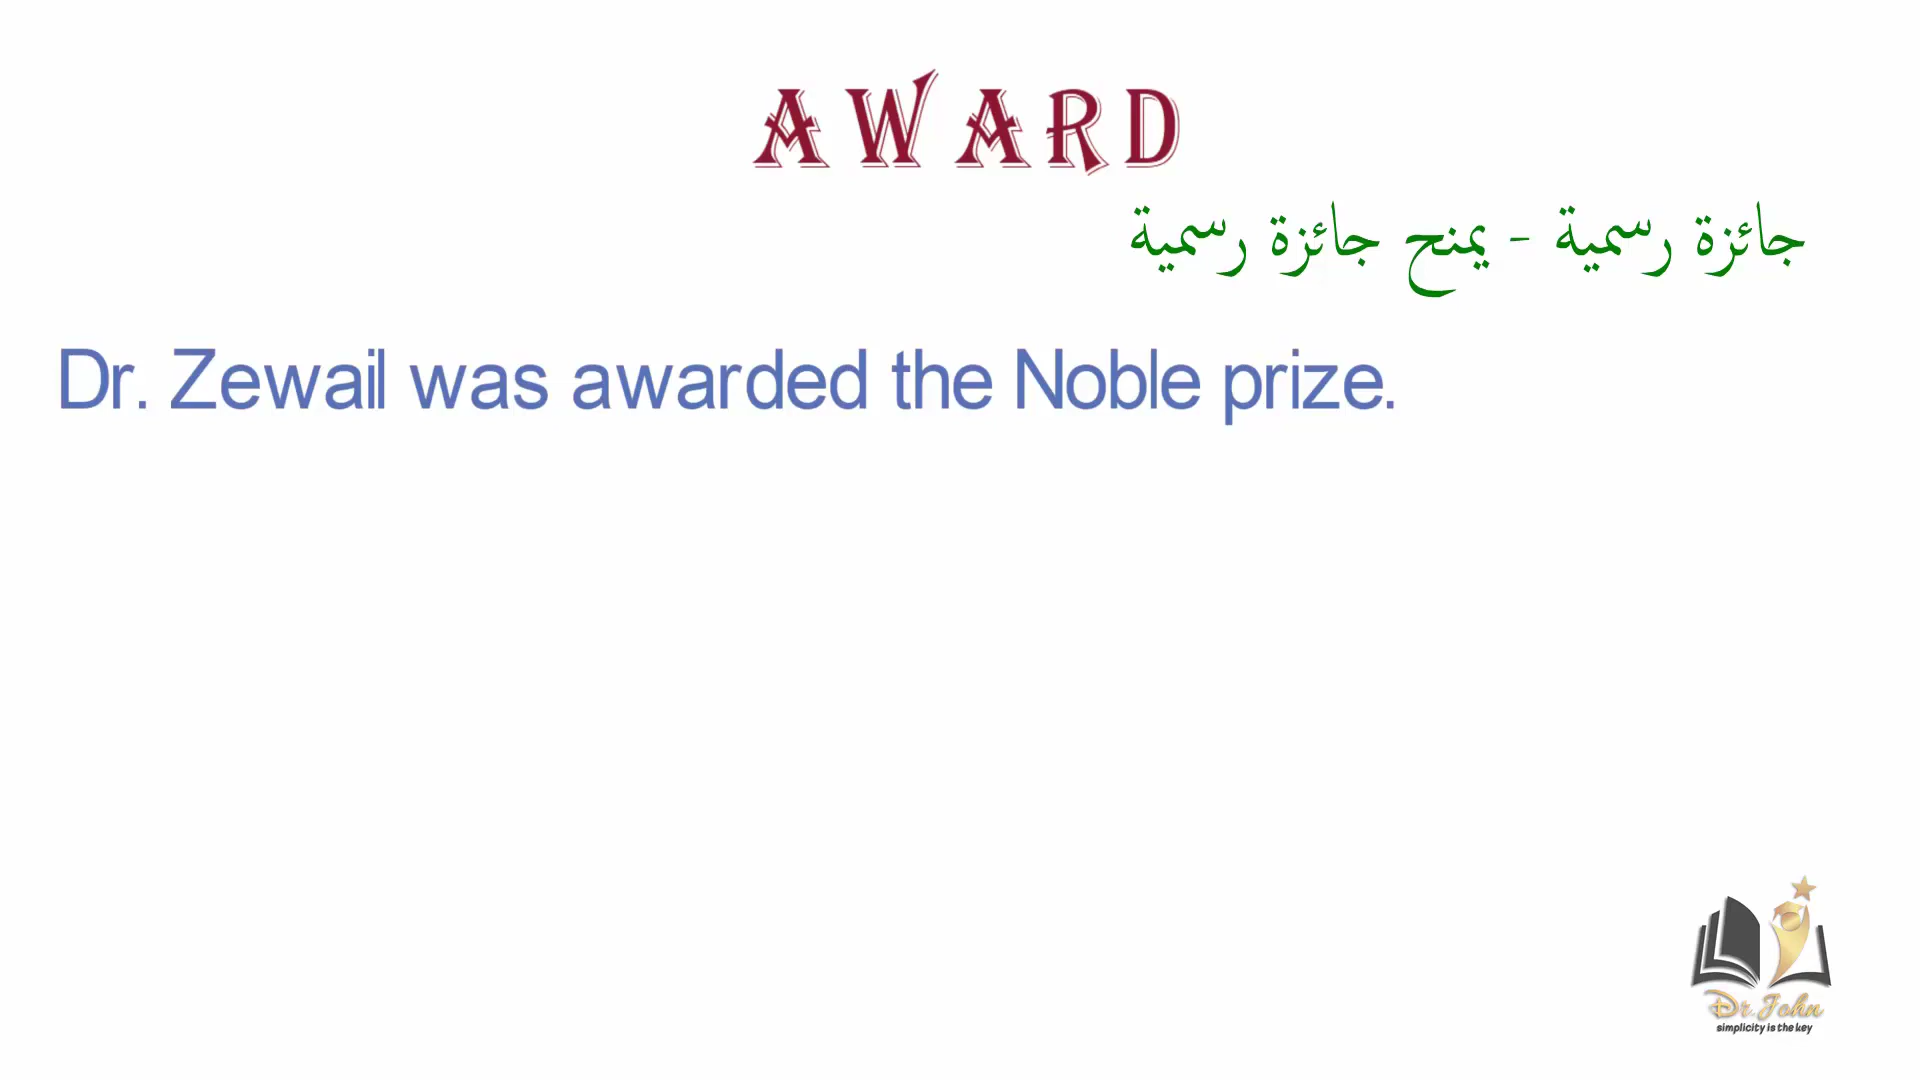 AWARD
جائزة رسمية - يمنح جائزة رسمية
Dr. Zewail was awarded the Noble prize.
Dr. John
simplicity is the key